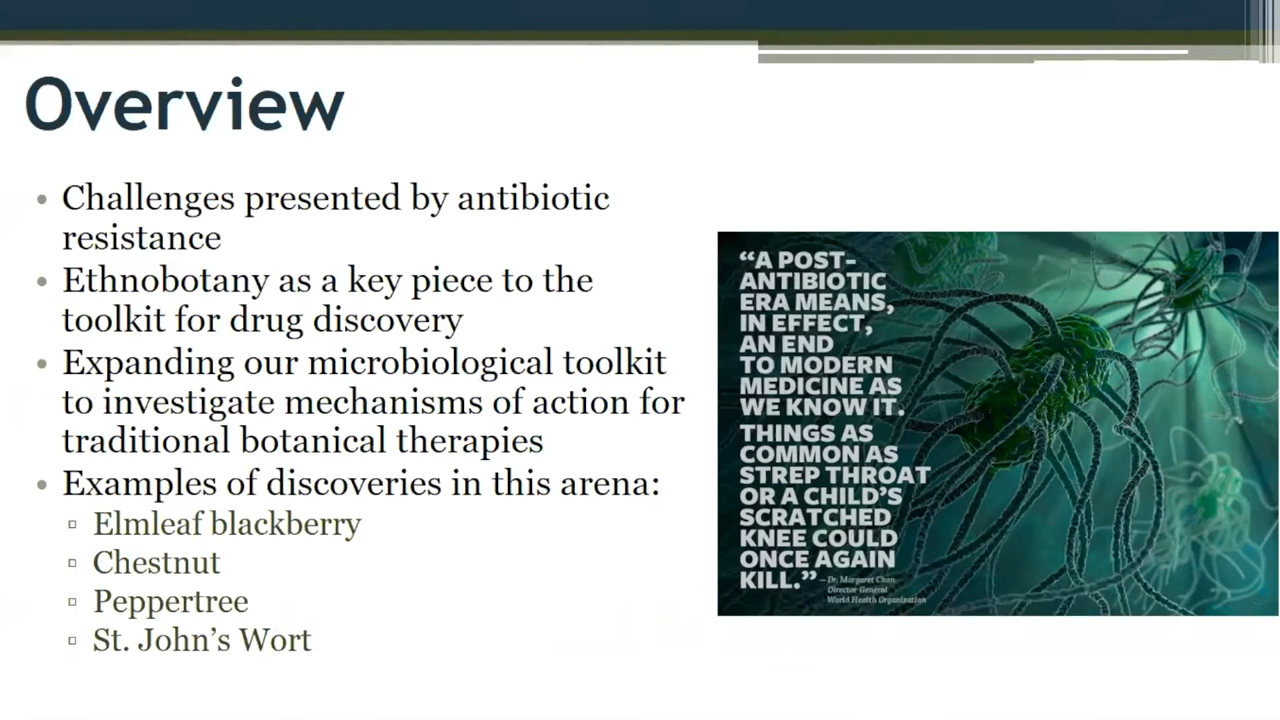 Overview
• Challenges presented by antibiotic
resistance
• Ethnobotany as a key piece to the
toolkit for drug discovery
• Expanding our microbiological toolkit
to investigate mechanisms of action for
traditional botanical therapies
• Examples of discoveries in this arena:
▫ Elmleaf blackberry
▫ Chestnut
▫ Peppertree
▫ St. John’s Wort
“A POST-
ANTIBIOTIC
ERA MEANS,
IN EFFECT,
AN END
TO MODERN
MEDICINE AS
WE KNOW IT.
THINGS AS
COMMON AS
STREP THROAT
OR A CHILD’S
SCRATCHED
KNEE COULD
ONCE AGAIN
KILL.” – Dr. Margaret Chan
Director General
World Health Organization